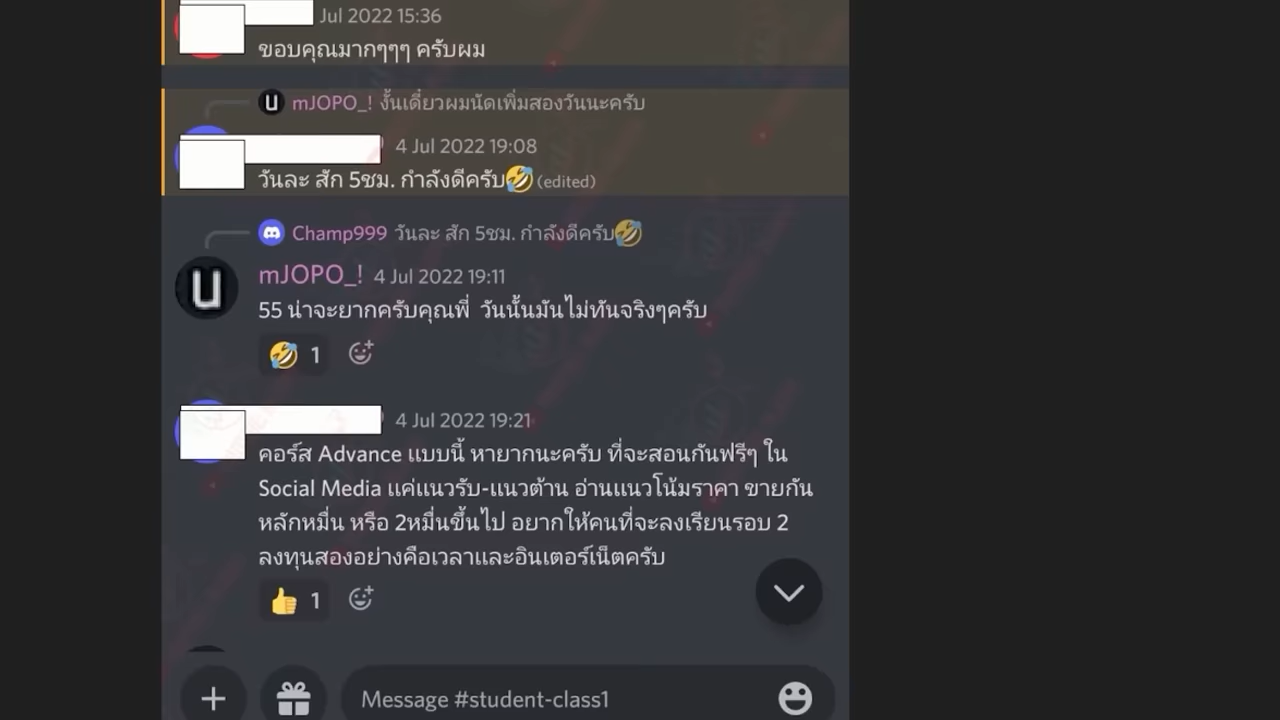 Jul 2022 15:36
ขอบคุณมากๆๆๆ ครับผม
mJOPO_! งั้นเดี๋ยวผมนัดเพิ่มสองวันนะครับ
4 Jul 2022 19:08
วันละ สัก 5ชม. กำลังดีครับ🤣 (edited)
Champ999 วันละ สัก 5ชม. กำลังดีครับ🤣
mJOPO_! 4 Jul 2022 19:11
55 น่าจะยากครับคุณพี่ วันนั้นมันไม่ทันจริงๆครับ
🤣 1
4 Jul 2022 19:21
คอร์ส Advance แบบนี้ หายากนะครับ ที่จะสอนกันฟรีๆ ใน
Social Media แค่แนวรับ-แนวต้าน อ่านแนวโน้มราคา ขายกัน
หลักหมื่น หรือ 2หมื่นขึ้นไป อยากให้คนที่จะลงเรียนรอบ 2
ลงทุนสองอย่างคือเวลาและอินเตอร์เน็ตครับ
👍 1
Message #student-class1